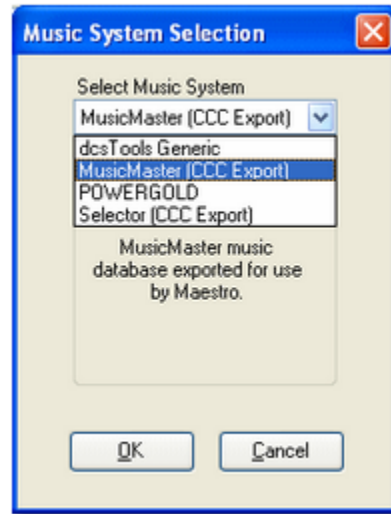 Music System Selection
Select Music System
MusicMaster (CCC Export)
dcsTools Generic
MusicMaster (CCC Export)
POWERGOLD
Selector (CCC Export)
MusicMaster music
database exported for use
by Maestro.
OK
Cancel